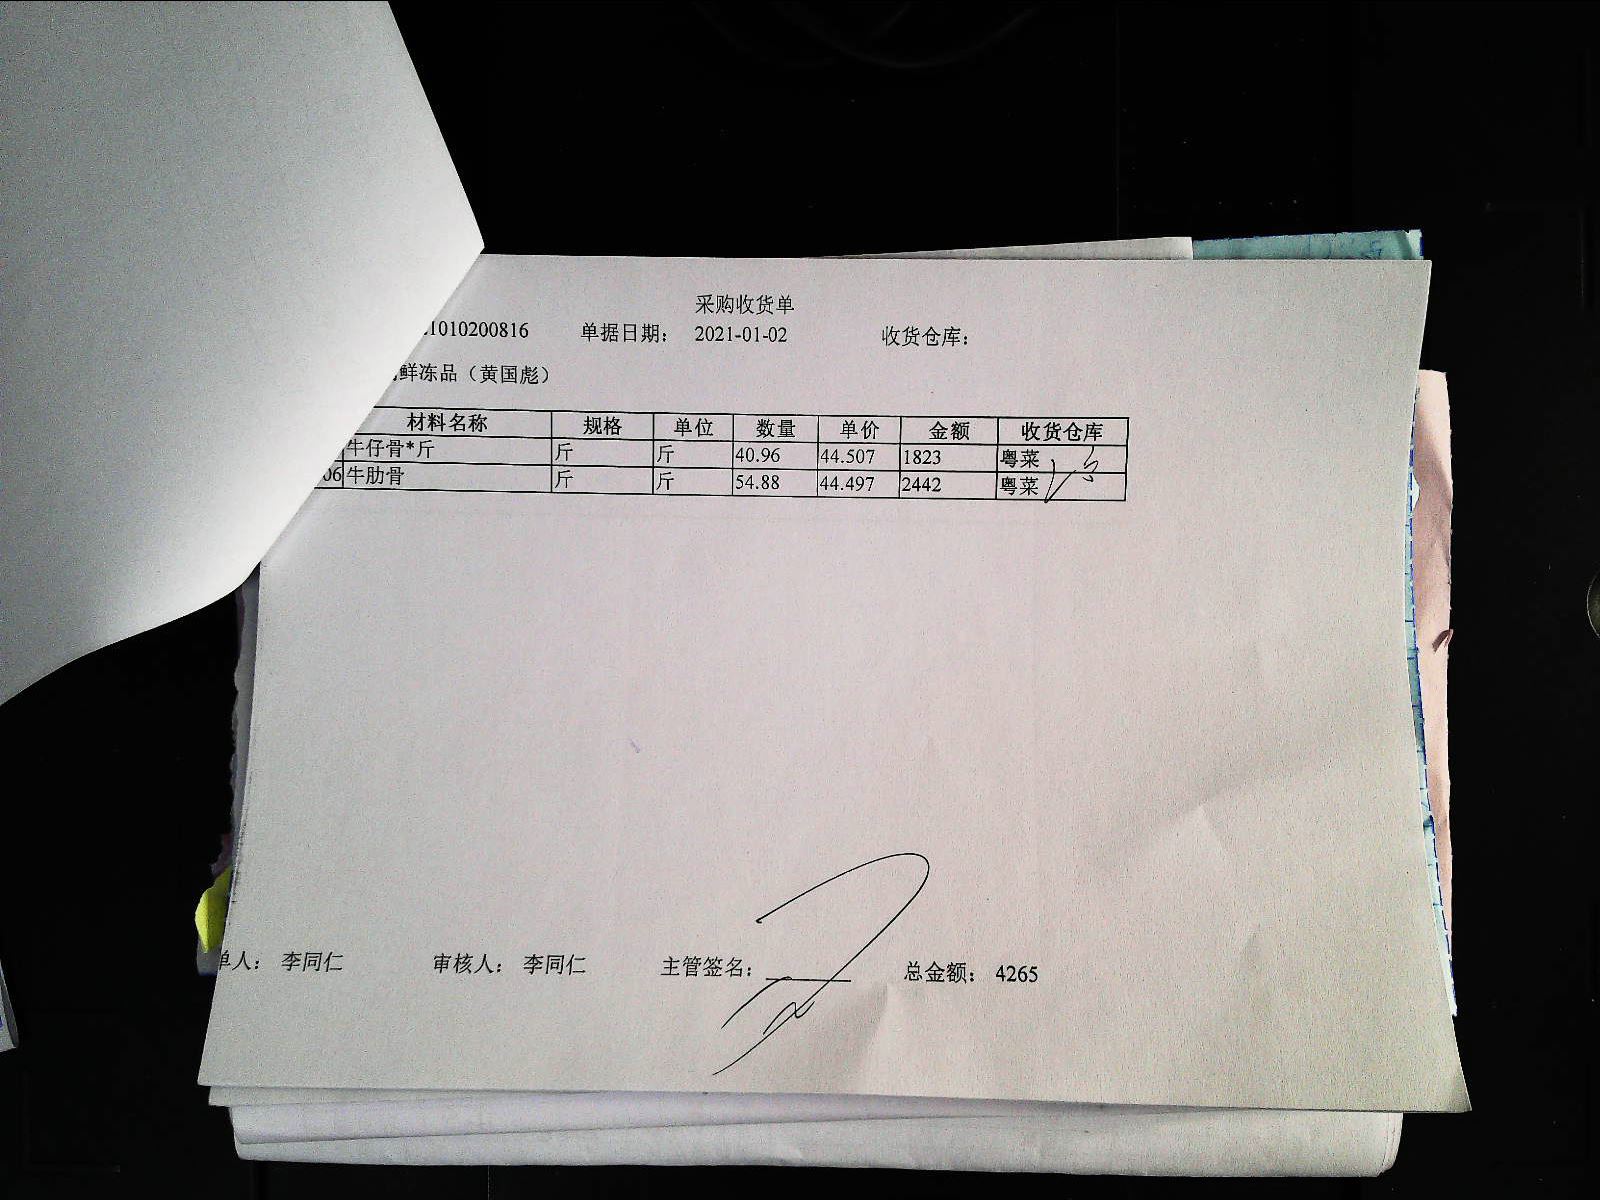 采购收货单
1010200816 单据日期： 2021-01-02 收货仓库：
鲜冻品（黄国彪）
材料名称 规格 单位 数量 单价 金额 收货仓库
牛仔骨*斤 斤 斤 40.96 44.507 1823 粤菜
06 牛肋骨 斤 斤 54.88 44.497 2442 粤菜
单人： 李同仁 审核人： 李同仁 主管签名： 总金额： 4265